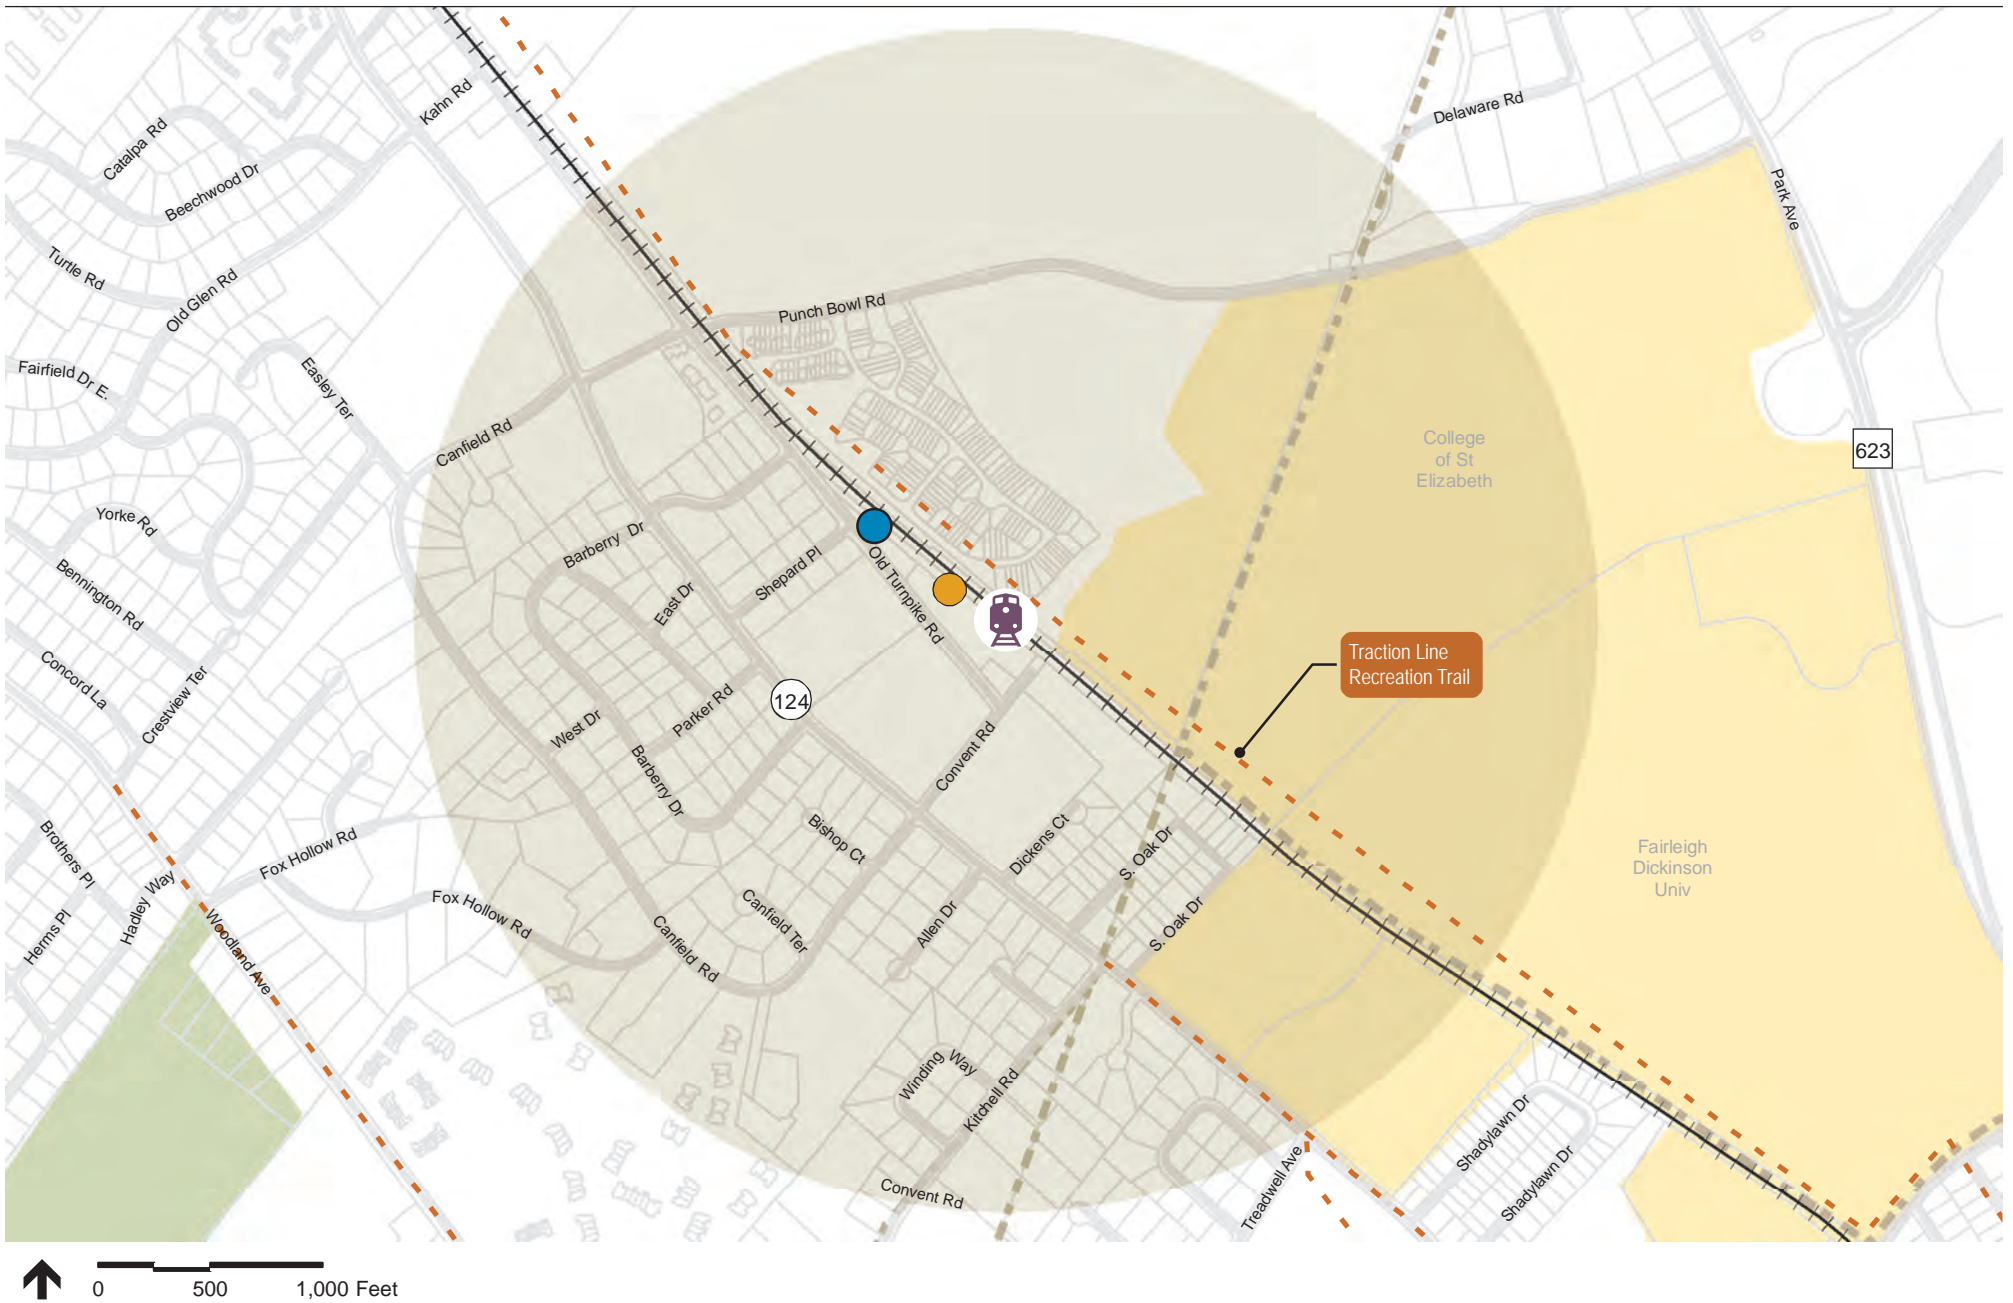 Kahn Rd
Delaware Rd
Catalpa Rd
Beechwood Dr
Park Ave
Turtle Rd
Old Glen Rd
Punch Bowl Rd
Fairfield Dr E.
Easley Ter
Canfield Rd
College
of St
Elizabeth
623
Yorke Rd
Barberry Dr
Shepard Pl
Old Turnpike Rd
Bennington Rd
East Dr
Concord La
Crestview Ter
Traction Line
Recreation Trail
124
Parker Rd
West Dr
Barberry Dr
Convent Rd
Brothers Pl
Fox Hollow Rd
Bishop Ct
Dickens Ct
S. Oak Dr
Fairleigh
Dickinson
Univ
Hadley Way
Herms Pl
Woodland Ave
Fox Hollow Rd
Canfield Rd
Canfield Ter
Allen Dr
S. Oak Dr
Winding Way
Kitchell Rd
Shadylawn Dr
Shadylawn Dr
Treadwell Ave
Convent Rd
0 500 1,000 Feet